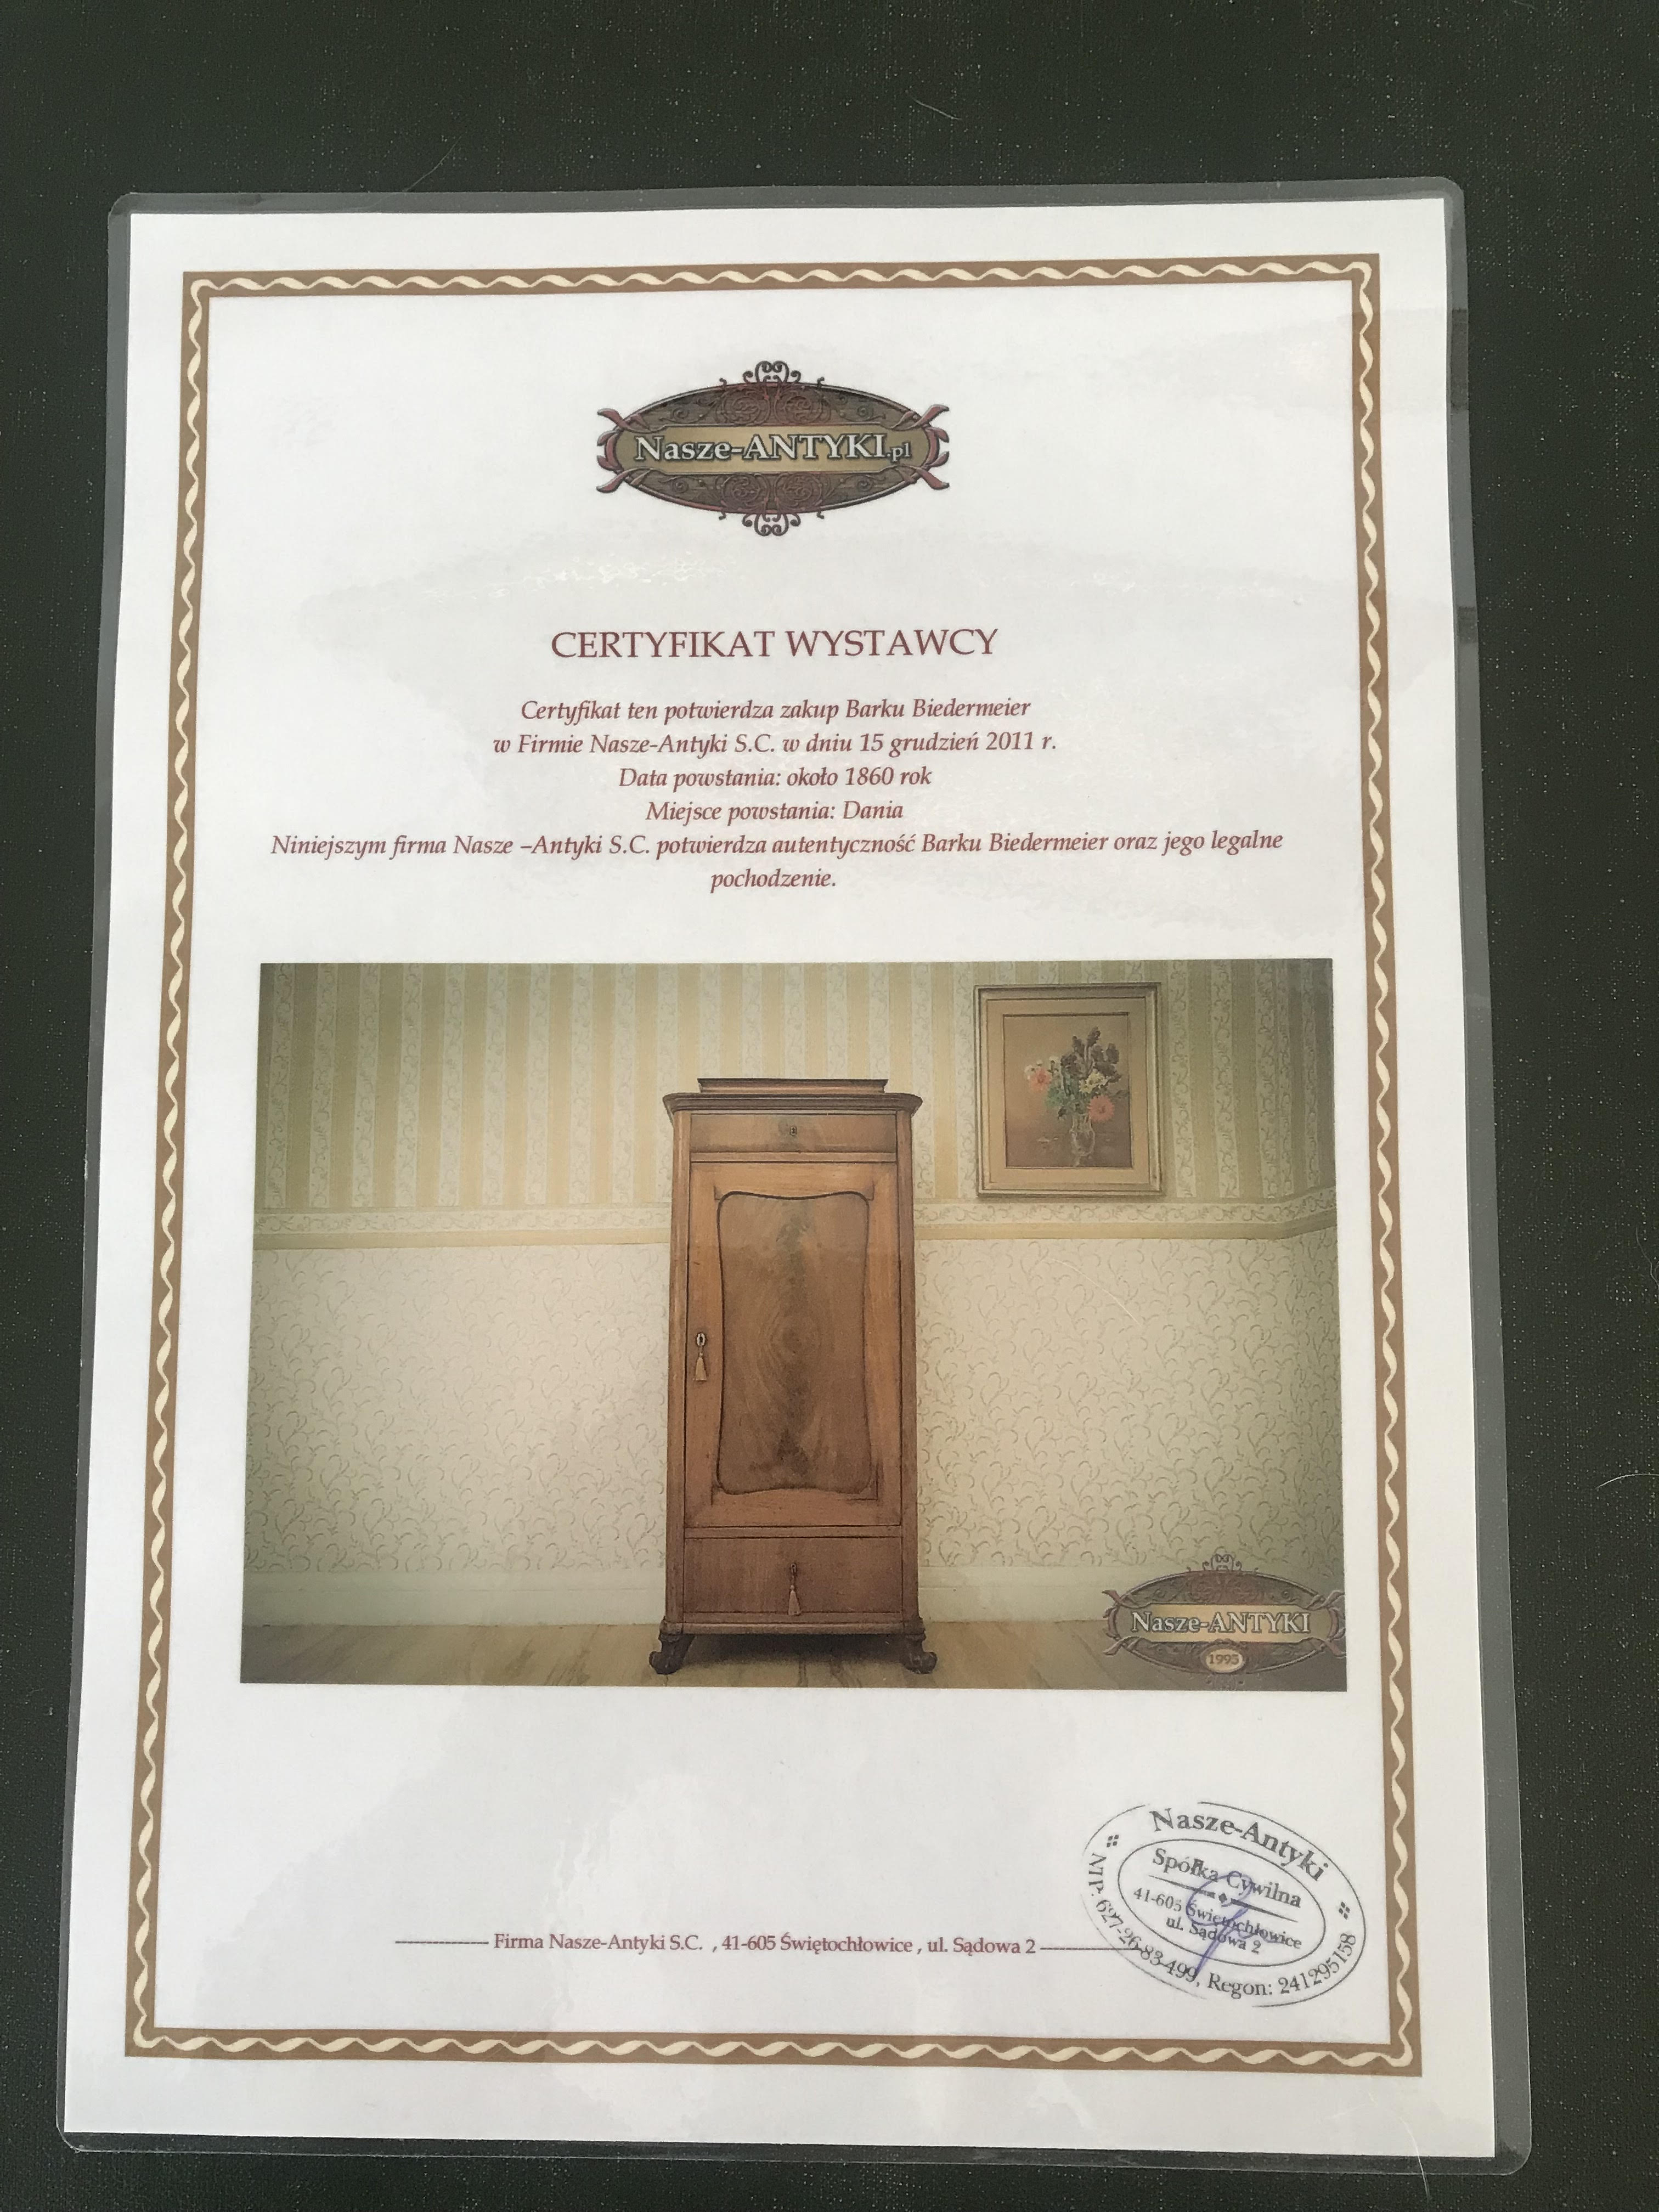 Nasze-ANTYKI.pl
CERTYFIKAT WYSTAWCY
Certyfikat ten potwierdza zakup Barku Biedermeier
w Firmie Nasze-Antyki S.C. w dniu 15 grudzień 2011 r.
Data powstania: około 1860 rok
Miejsce powstania: Dania
Niniejszym firma Nasze –Antyki S.C. potwierdza autentyczność Barku Biedermeier oraz jego legalne
pochodzenie.
Nasze-ANTYKI
1995
Firma Nasze-Antyki S.C. , 41-605 Świętochłowice , ul. Sądowa 2
Nasze-Antyki
Spółka Cywilna
41-605 Świętochłowice
ul. Sądowa 2
NIP: 627-26-83-499, Regon: 241295158